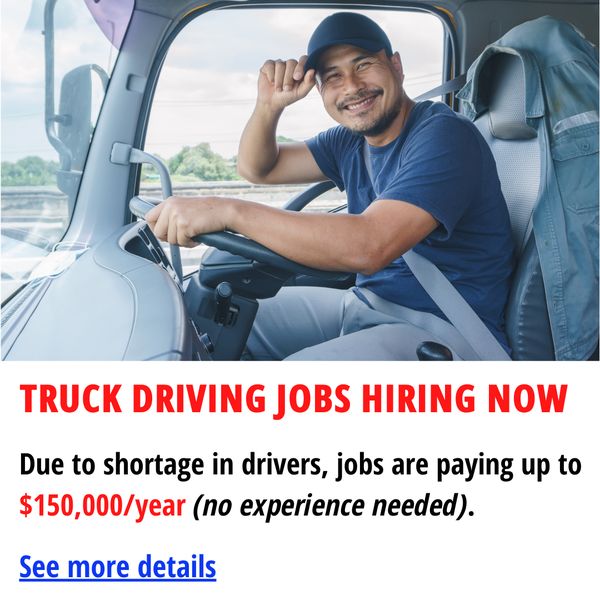 TRUCK DRIVING JOBS HIRING NOW
Due to shortage in drivers, jobs are paying up to
$150,000/year (no experience needed).
See more details